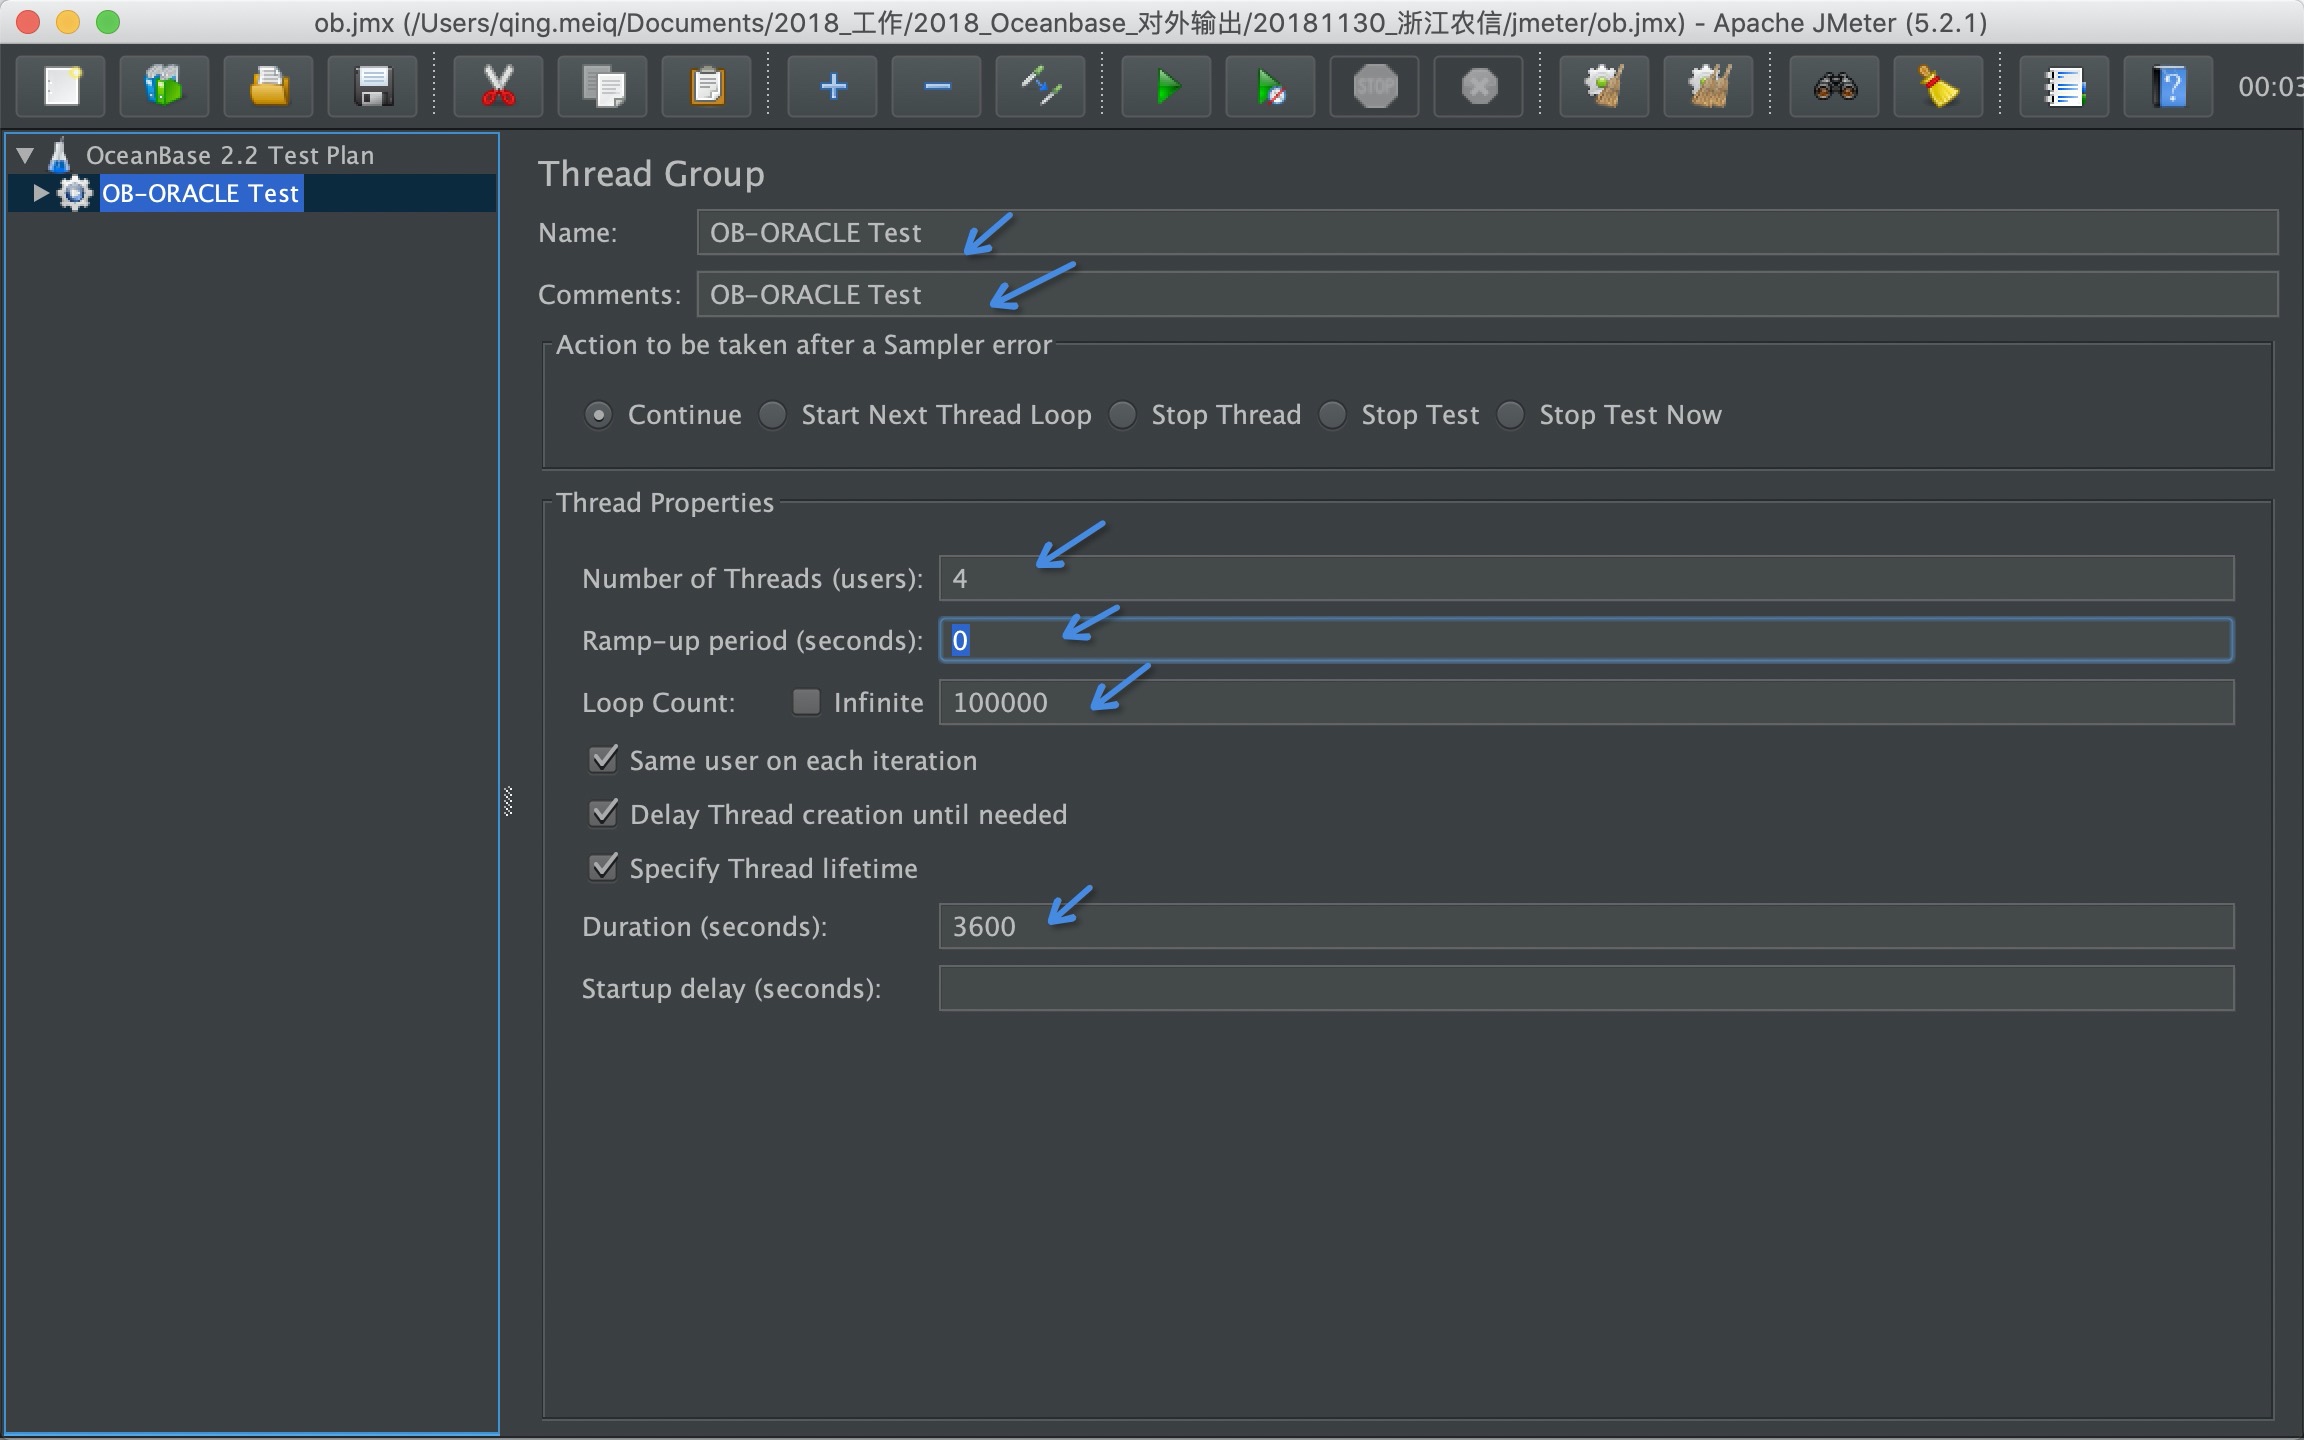 ob.jmx (/Users/qing.meiq/Documents/2018_工作/2018_Oceanbase_对外输出/20181130_浙江农信/jmeter/ob.jmx) - Apache JMeter (5.2.1)
STOP
00:03
OceanBase 2.2 Test Plan
OB-ORACLE Test
Thread Group
Name: OB-ORACLE Test
Comments: OB-ORACLE Test
Action to be taken after a Sampler error
Continue Start Next Thread Loop Stop Thread Stop Test Stop Test Now
Thread Properties
Number of Threads (users): 4
Ramp-up period (seconds): 0
Loop Count: Infinite 100000
Same user on each iteration
Delay Thread creation until needed
Specify Thread lifetime
Duration (seconds): 3600
Startup delay (seconds):